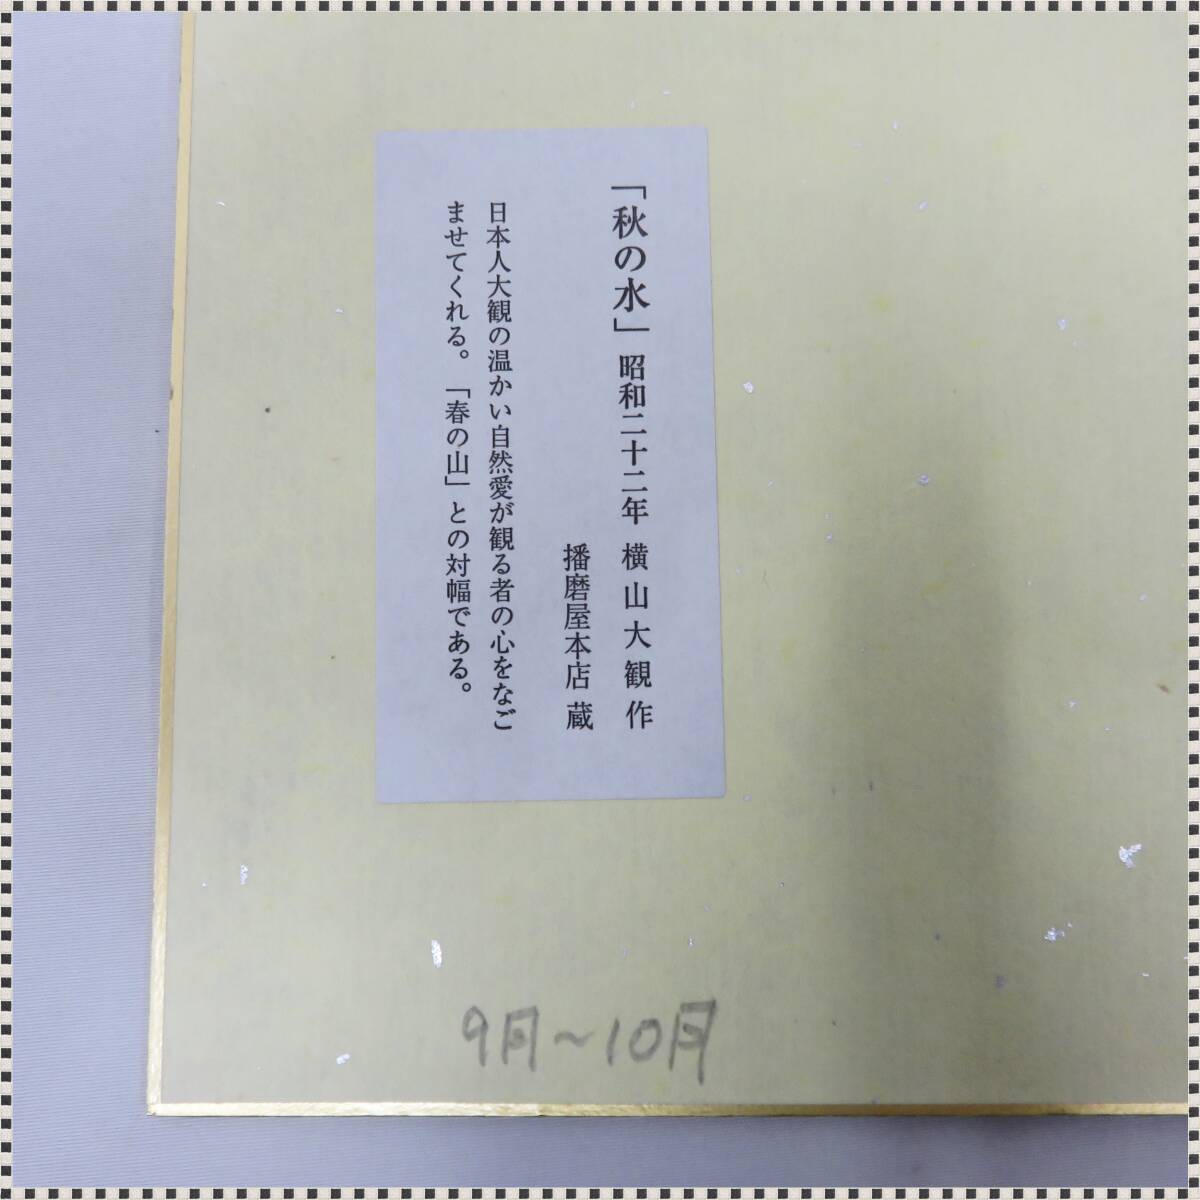 「秋の水」昭和二十二年 横山大観 作
播磨屋本店 蔵
日本人大観の温かい自然愛が観る者の心をなご
ませてくれる。「春の山」との対幅である。
9月~10月